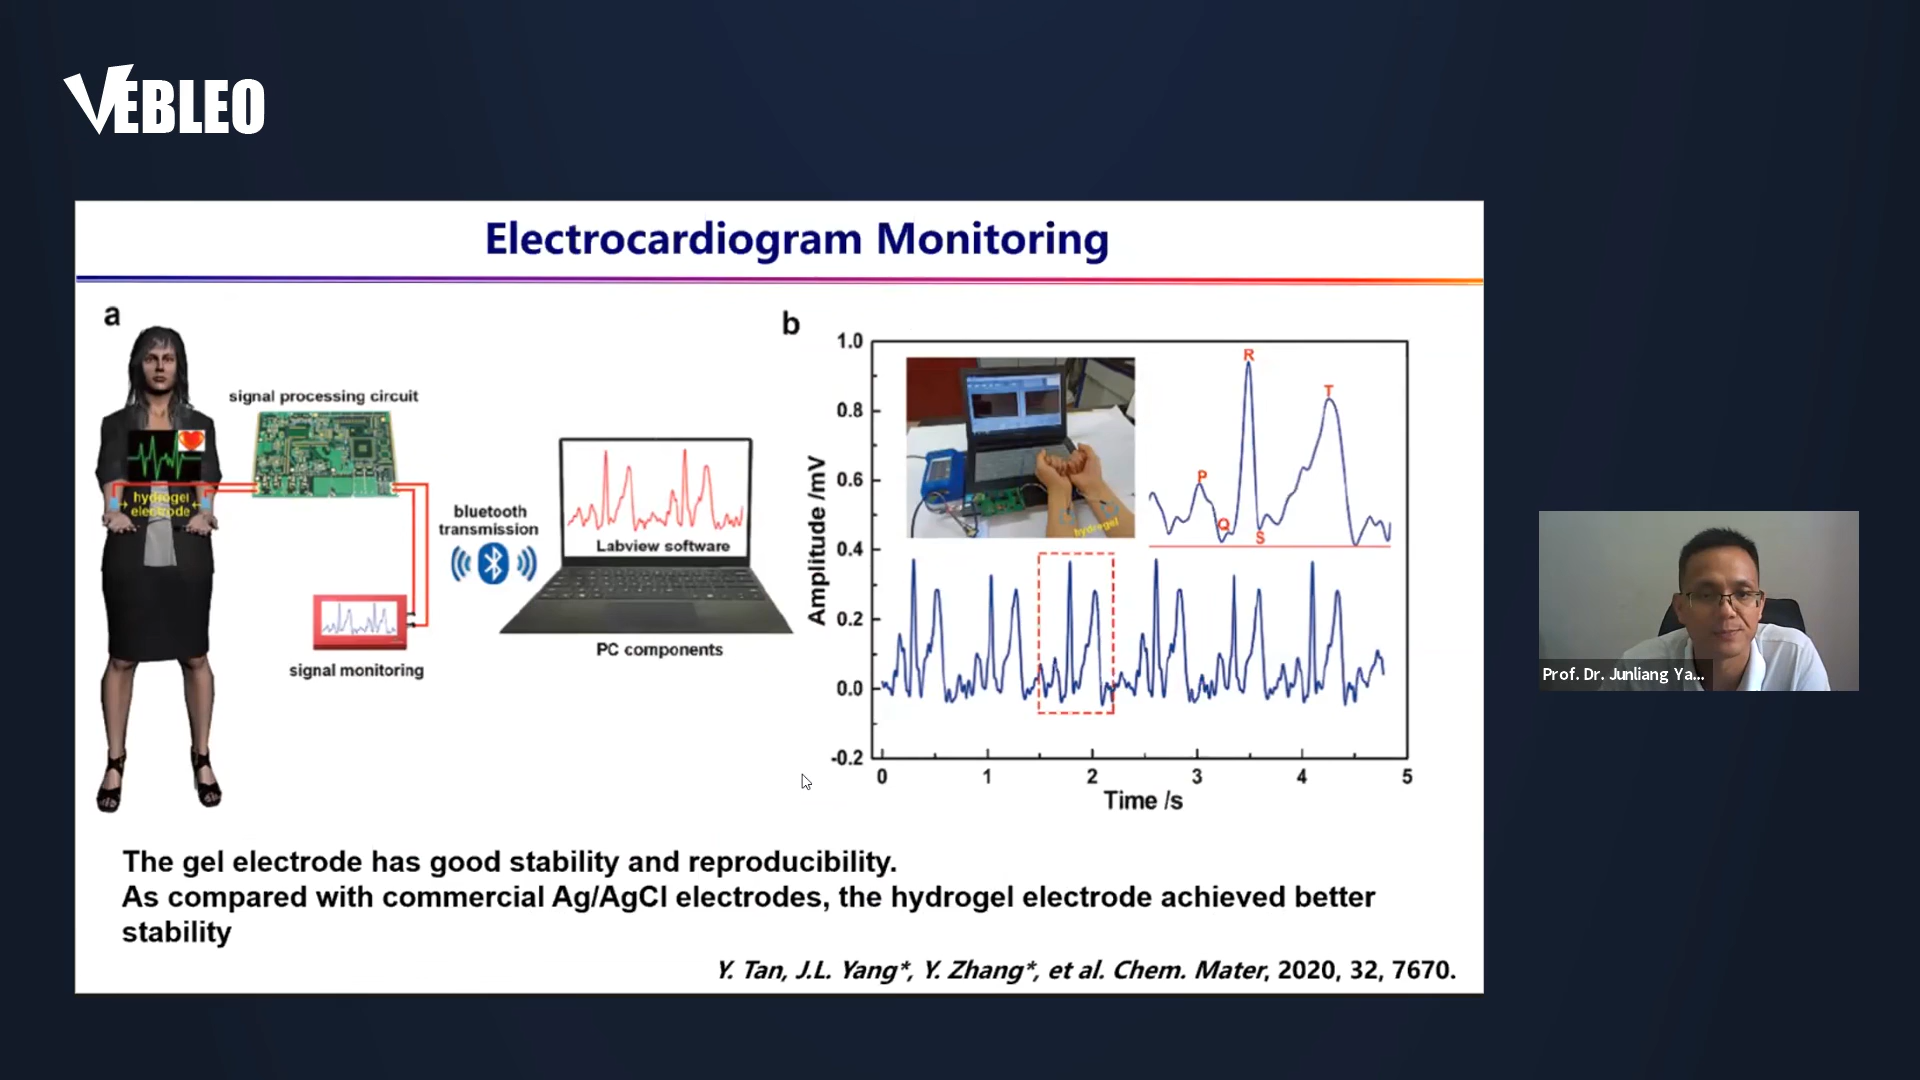 VEBLEO
Electrocardiogram Monitoring
a
signal processing circuit
hydrogel
electrode
bluetooth
transmission
Labview software
PC components
signal monitoring
b
1.0
0.8
0.6
0.4
0.2
0.0
-0.2
Amplitude /mV
hydrogel
P
Q
R
S
T
0 1 2 3 4 5
Time /s
The gel electrode has good stability and reproducibility.
As compared with commercial Ag/AgCl electrodes, the hydrogel electrode achieved better
stability
Y. Tan, J.L. Yang*, Y. Zhang*, et al. Chem. Mater, 2020, 32, 7670.
Prof. Dr. Junliang Ya...